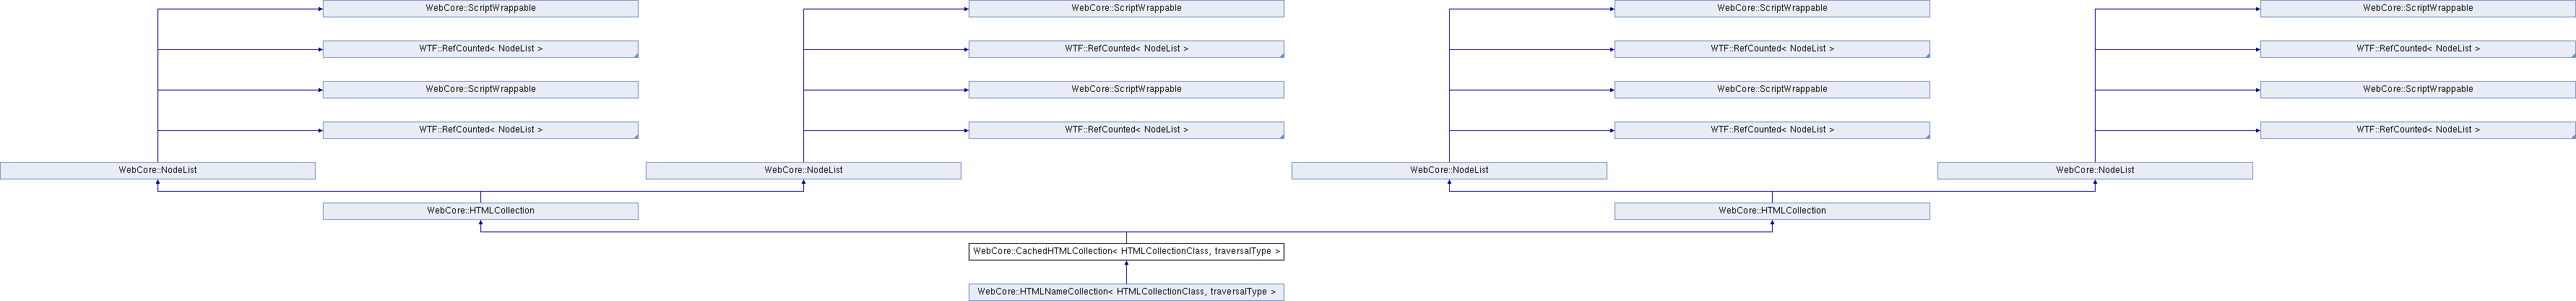 WebCore::ScriptWrappable
WebCore::ScriptWrappable
WebCore::ScriptWrappable
WebCore::ScriptWrappable
WTF::RefCounted< NodeList >
WTF::RefCounted< NodeList >
WTF::RefCounted< NodeList >
WTF::RefCounted< NodeList >
WebCore::ScriptWrappable
WebCore::ScriptWrappable
WebCore::ScriptWrappable
WebCore::ScriptWrappable
WTF::RefCounted< NodeList >
WTF::RefCounted< NodeList >
WTF::RefCounted< NodeList >
WTF::RefCounted< NodeList >
WebCore::NodeList
WebCore::NodeList
WebCore::NodeList
WebCore::NodeList
WebCore::HTMLCollection
WebCore::HTMLCollection
WebCore::CachedHTMLCollection< HTMLCollectionClass, traversalType >
WebCore::HTMLNameCollection< HTMLCollectionClass, traversalType >